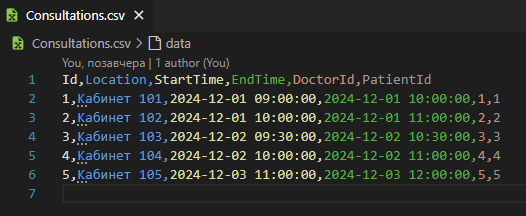 Consultations.csv ×
Consultations.csv > data
You, позавчера | 1 author (You)
1 Id,Location,StartTime,EndTime,DoctorId,PatientId
2 1,Кабинет 101,2024-12-01 09:00:00,2024-12-01 10:00:00,1,1
3 2,Кабинет 102,2024-12-01 10:00:00,2024-12-01 11:00:00,2,2
4 3,Кабинет 103,2024-12-02 09:30:00,2024-12-02 10:30:00,3,3
5 4,Кабинет 104,2024-12-02 10:00:00,2024-12-02 11:00:00,4,4
6 5,Кабинет 105,2024-12-03 11:00:00,2024-12-03 12:00:00,5,5
7